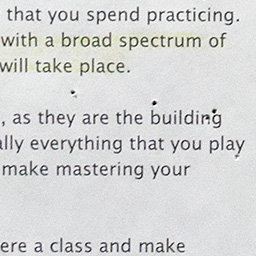 that you spend practicing.
with a broad spectrum of
will take place.
, as they are the building
ally everything that you play
make mastering your
ere a class and make